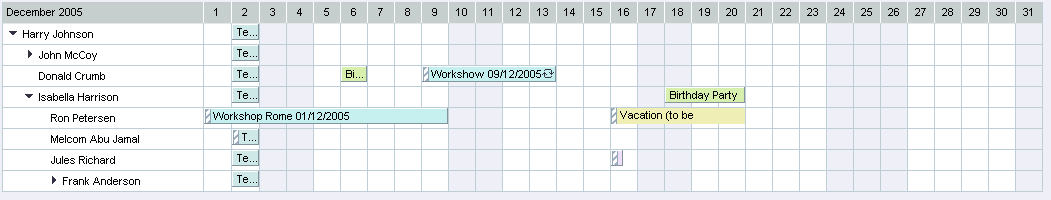 December 2005 1 2 3 4 5 6 7 8 9 10 11 12 13 14 15 16 17 18 19 20 21 22 23 24 25 26 27 28 29 30 31
Harry Johnson Te...
John McCoy Te...
Donald Crumb Te... Bi... Workshow 09/12/2005
Isabella Harrison Te... Birthday Party
Ron Petersen Workshop Rome 01/12/2005 Vacation (to be
Melcom Abu Jamal T...
Jules Richard Te...
Frank Anderson Te...